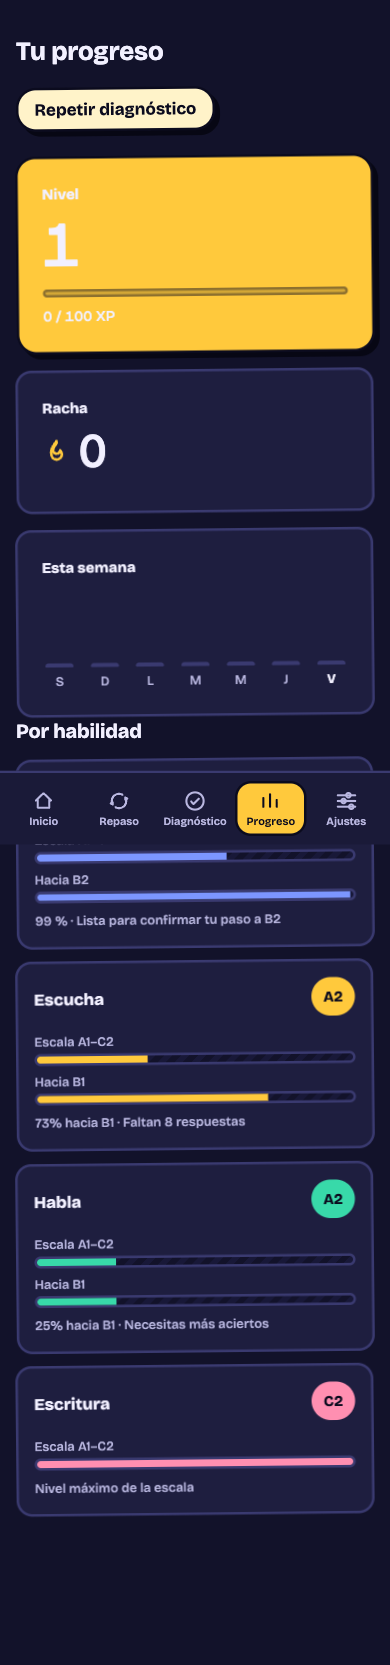 Tu progreso
Repetir diagnóstico
Nivel
1
0 / 100 XP
Racha
0
Esta semana
S D L M M J V
Por habilidad
Inicio Repaso Diagnóstico Progreso Ajustes
Hacia B2
99 % · Lista para confirmar tu paso a B2
Escucha A2
Escala A1–C2
Hacia B1
73% hacia B1 · Faltan 8 respuestas
Habla A2
Escala A1–C2
Hacia B1
25% hacia B1 · Necesitas más aciertos
Escritura C2
Escala A1–C2
Nivel máximo de la escala